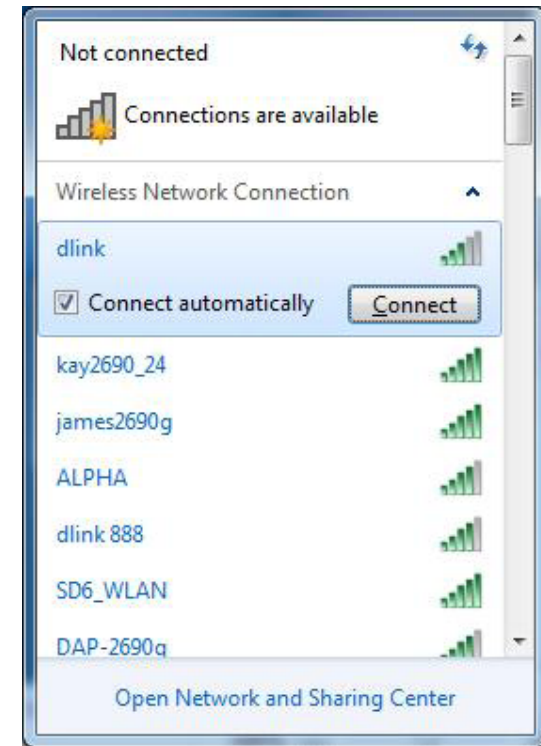 Not connected
Connections are available
Wireless Network Connection
dlink
Connect automatically Connect
kay2690_24
james2690g
ALPHA
dlink 888
SD6_WLAN
DAP-2690g
Open Network and Sharing Center